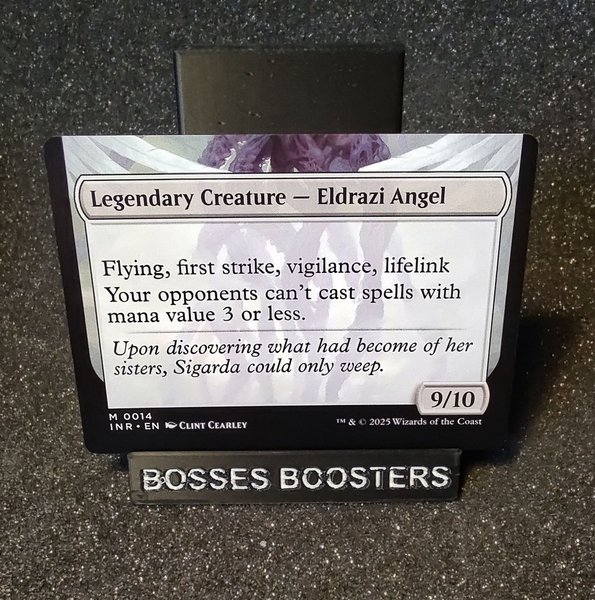 Legendary Creature — Eldrazi Angel
Flying, first strike, vigilance, lifelink
Your opponents can't cast spells with
mana value 3 or less.
Upon discovering what had become of her
sisters, Sigarda could only weep.
9/10
M 0014
INR • EN CLINT CEARLEY
™ & © 2025 Wizards of the Coast
BOSSES BOOSTERS